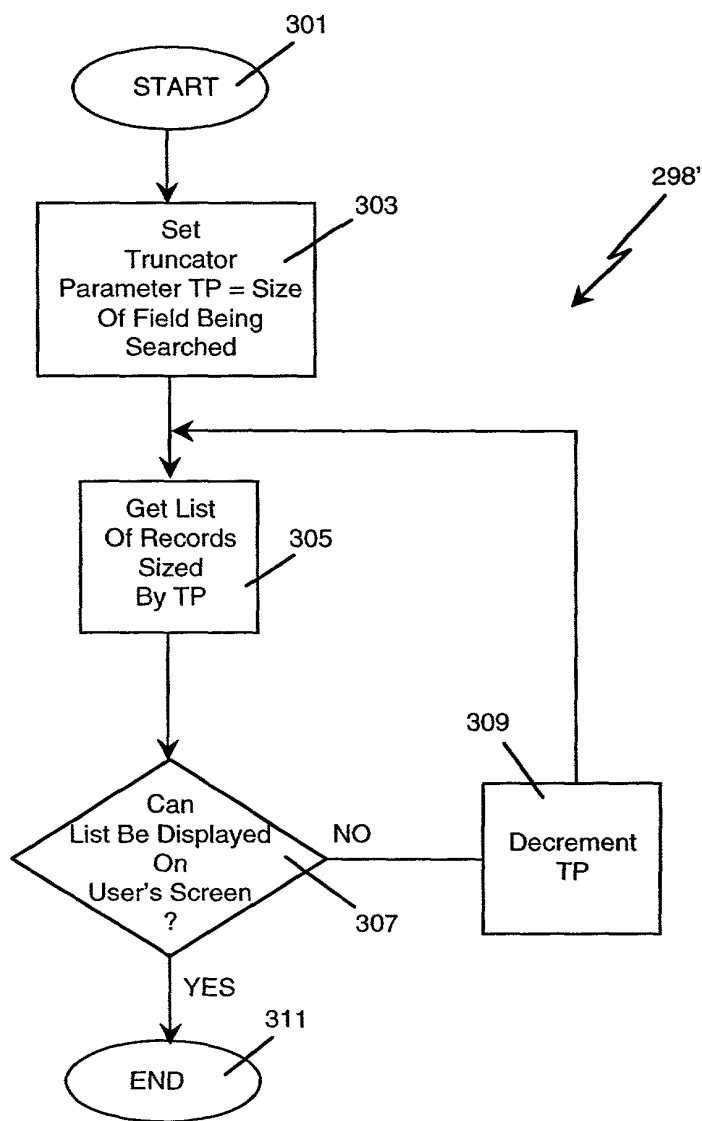 301
START
298'
303
Set
Truncator
Parameter TP = Size
Of Field Being
Searched
Get List
Of Records
Sized
By TP
305
309
Can
List Be Displayed
On
User's Screen
?
NO
Decrement
TP
307
YES
311
END